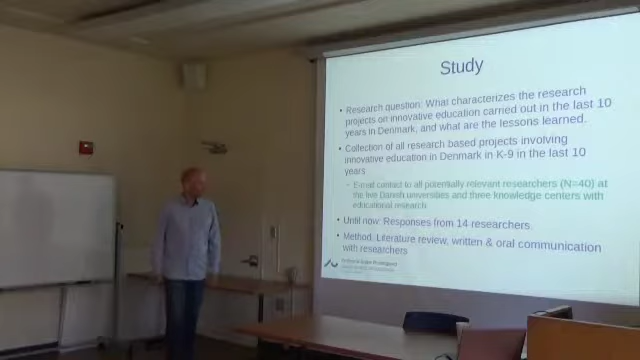 Study
• Research question: What characterizes the research
projects on innovative education carried out in the last 10
years in Denmark, and what are the lessons learned.
• Collection of all research based projects involving
innovative education in Denmark in K-9 in the last 10
years
- E-mail contact to all potentially relevant researchers (N=40) at
the five Danish universities and three knowledge centers with
educational research
• Until now: Responses from 14 researchers
• Method: Literature review, written & oral communication
with researchers